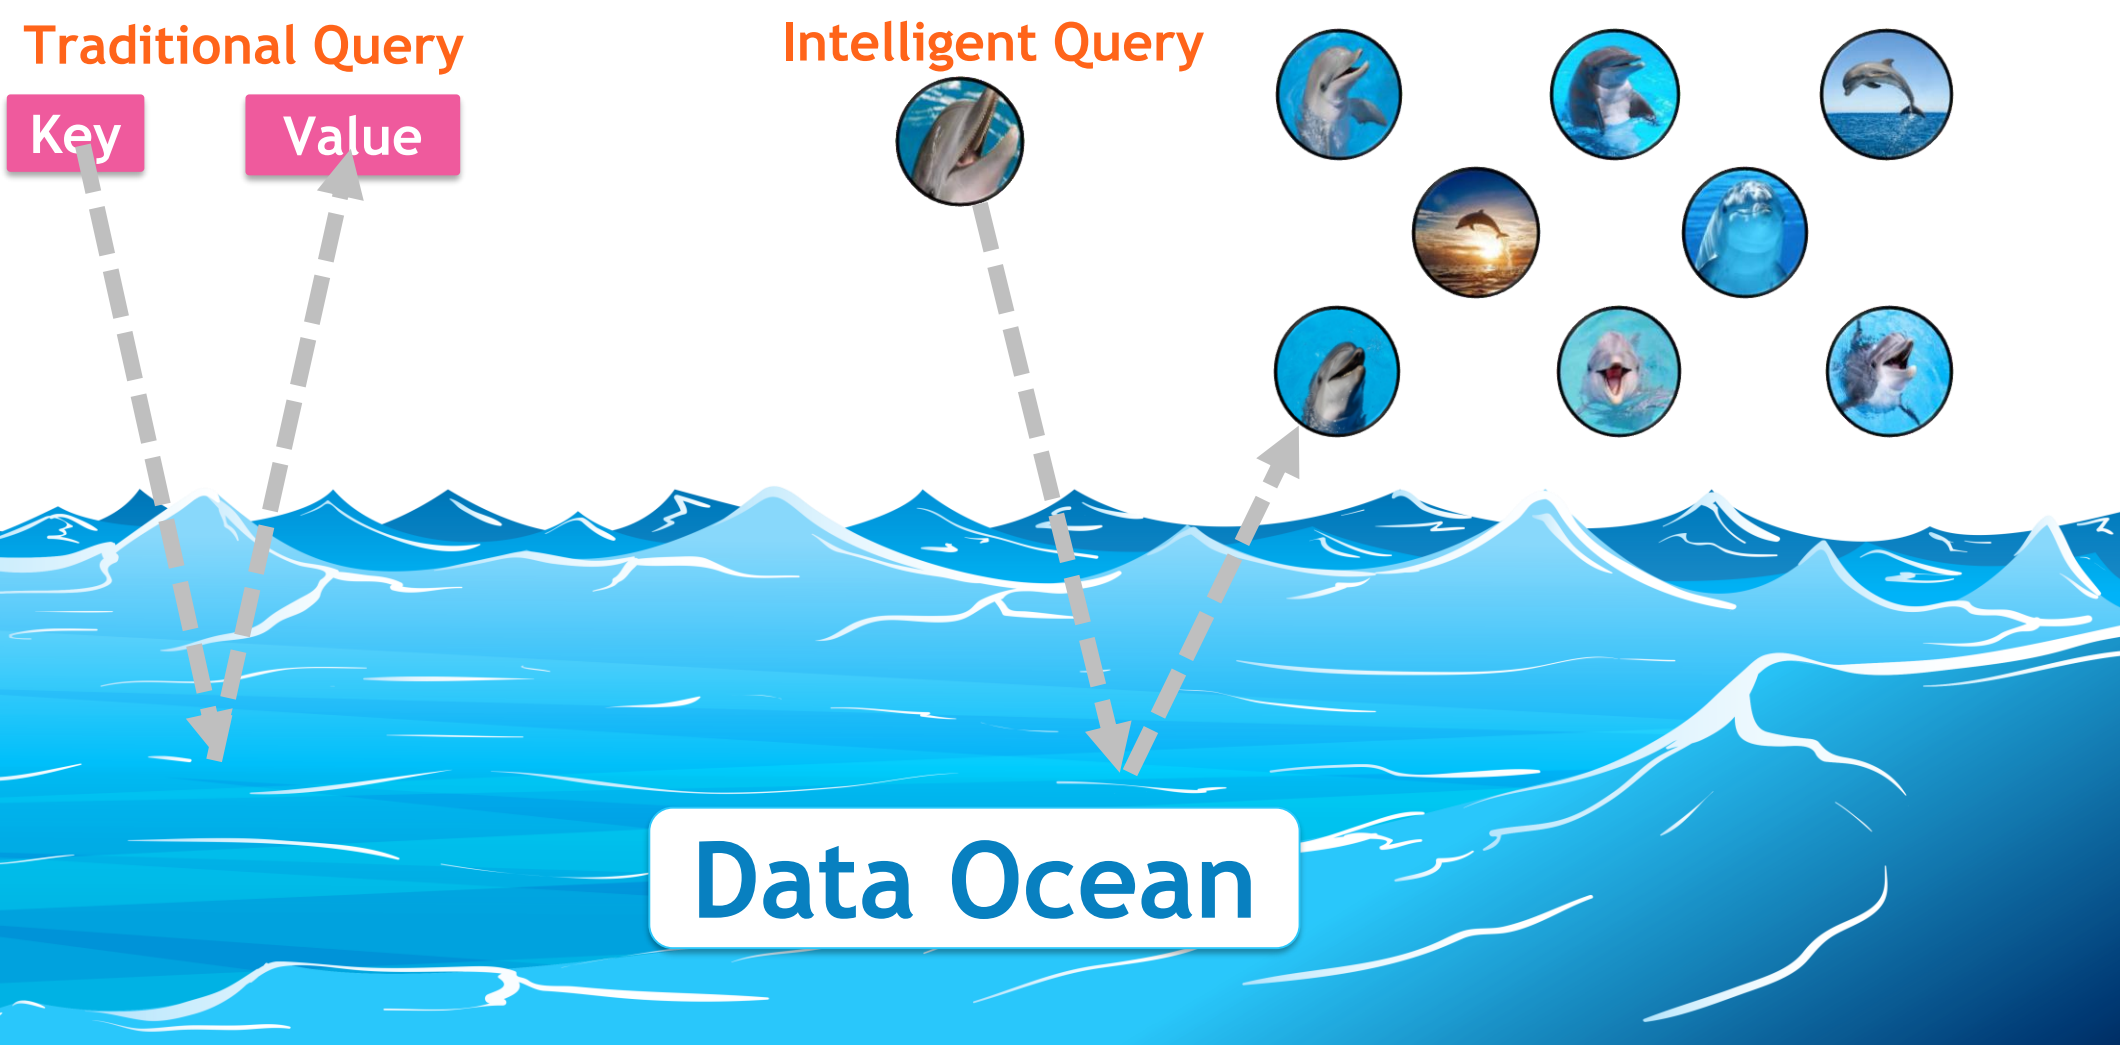 Traditional Query
Intelligent Query
Key
Value
Data Ocean